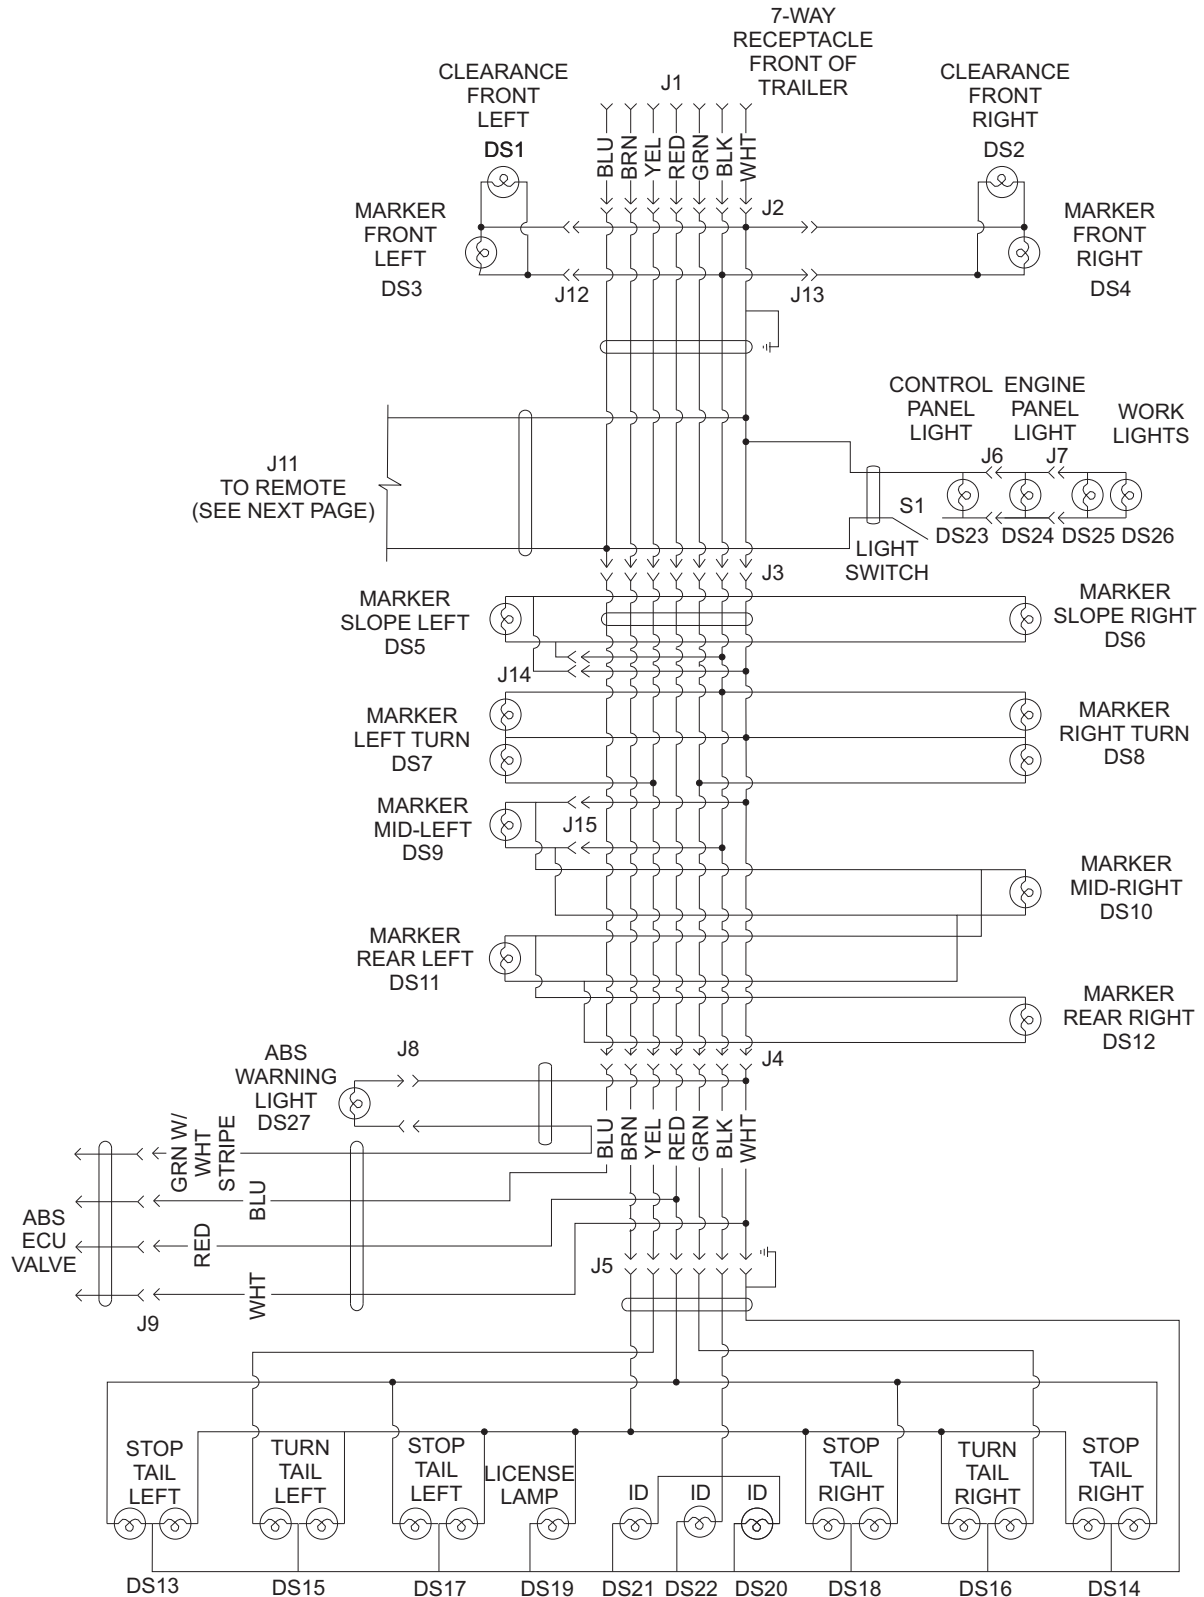 7-WAY
RECEPTACLE
FRONT OF
TRAILER
J1
CLEARANCE
FRONT
LEFT
DS1
CLEARANCE
FRONT
RIGHT
DS2
BLU
BRN
YEL
RED
GRN
BLK
WHT
J2
MARKER
FRONT
LEFT
DS3
MARKER
FRONT
RIGHT
DS4
J12
J13
CONTROL
PANEL
LIGHT
ENGINE
PANEL
LIGHT
WORK
LIGHTS
J6
J7
J11
TO REMOTE
(SEE NEXT PAGE)
S1
DS23
DS24
DS25
DS26
LIGHT
SWITCH
J3
MARKER
SLOPE LEFT
DS5
MARKER
SLOPE RIGHT
DS6
J14
MARKER
LEFT TURN
DS7
MARKER
RIGHT TURN
DS8
MARKER
MID-LEFT
DS9
J15
MARKER
MID-RIGHT
DS10
MARKER
REAR LEFT
DS11
MARKER
REAR RIGHT
DS12
J8
J4
ABS
WARNING
LIGHT
DS27
BLU
BRN
YEL
RED
GRN
BLK
WHT
GRN W/
WHT
STRIPE
BLU
RED
WHT
ABS
ECU
VALVE
J5
J9
STOP
TAIL
LEFT
TURN
TAIL
LEFT
STOP
TAIL
LEFT
LICENSE
LAMP
ID
ID
ID
STOP
TAIL
RIGHT
TURN
TAIL
RIGHT
STOP
TAIL
RIGHT
DS13
DS15
DS17
DS19
DS21
DS22
DS20
DS18
DS16
DS14